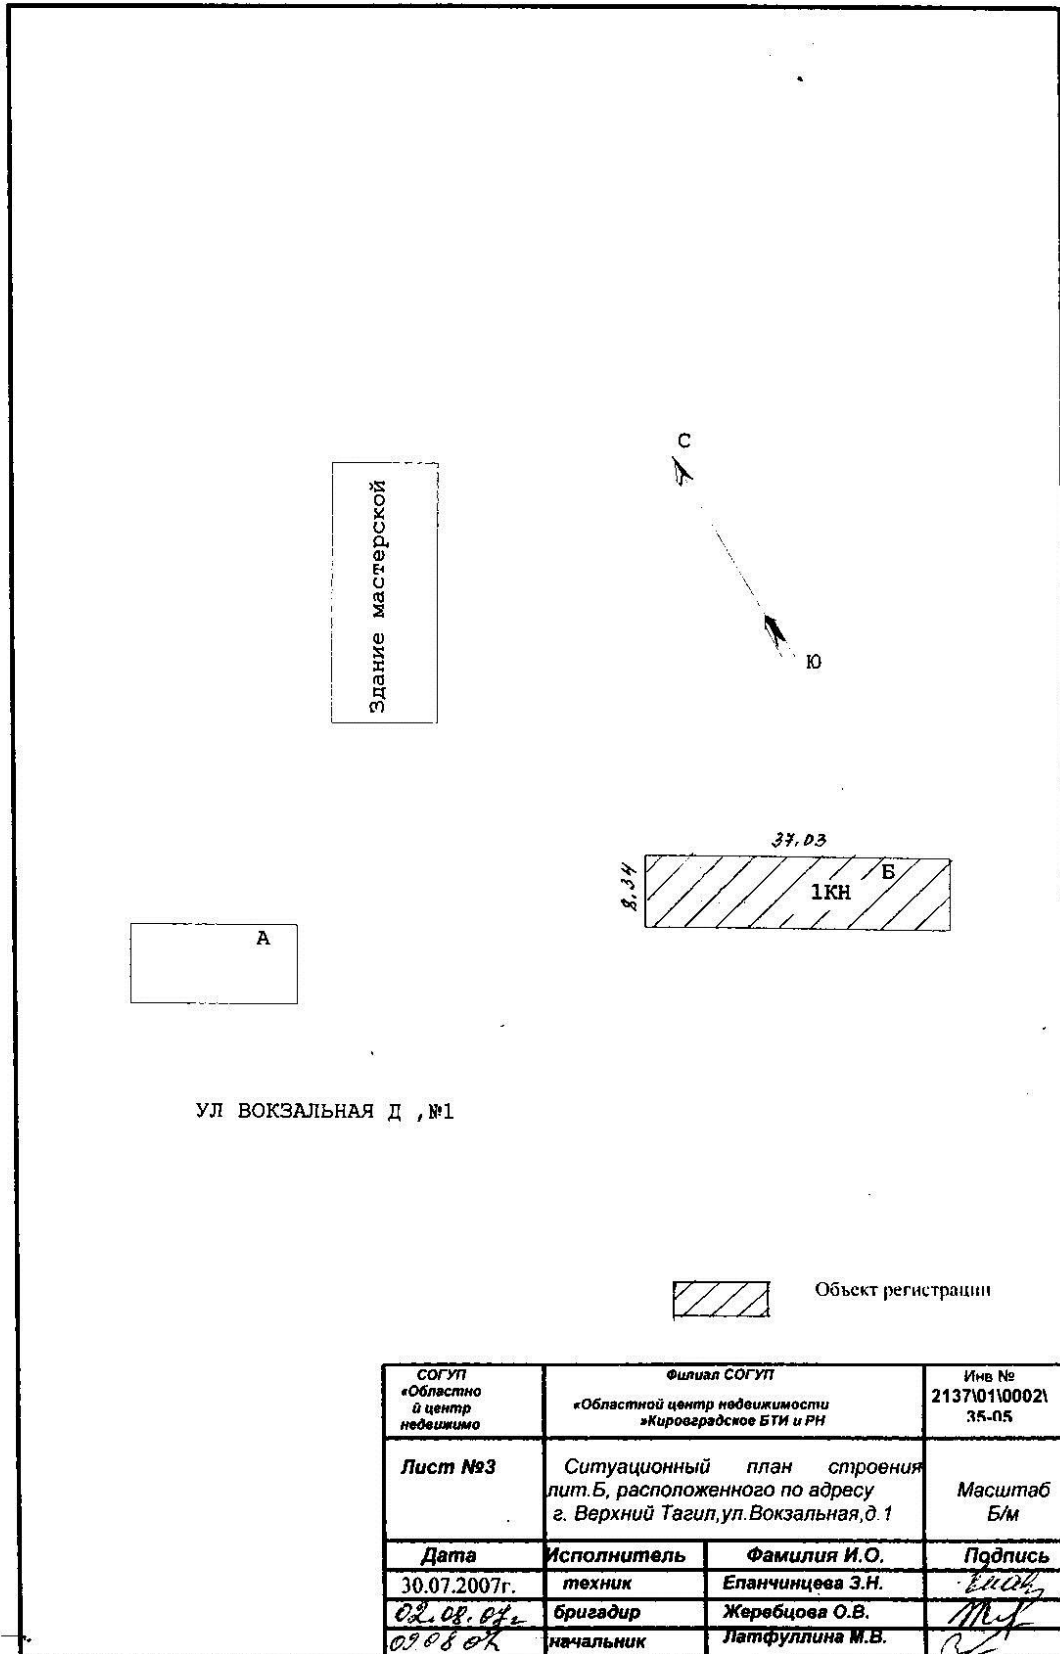 С
Здание мастерской
Ю
37,03
8,34
Б
1КН
А
УЛ ВОКЗАЛЬНАЯ Д ,№1
Объект регистрации
СОГУП
«Областно
й центр
недвижимо
Филиал СОГУП
«Областной центр недвижимости
»Кировградское БТИ и РН
Инв №
2137\01\0002\
35-05
Лист №3
Ситуационный план строения
лит.Б, расположенного по адресу
г. Верхний Тагил,ул.Вокзальная,д.1
Масштаб
Б/м
Дата Исполнитель Фамилия И.О. Подпись
30.07.2007г. техник Епанчинцева З.Н.
02.08.07г бригадир Жеребцова О.В.
начальник Латфуллина М.В.